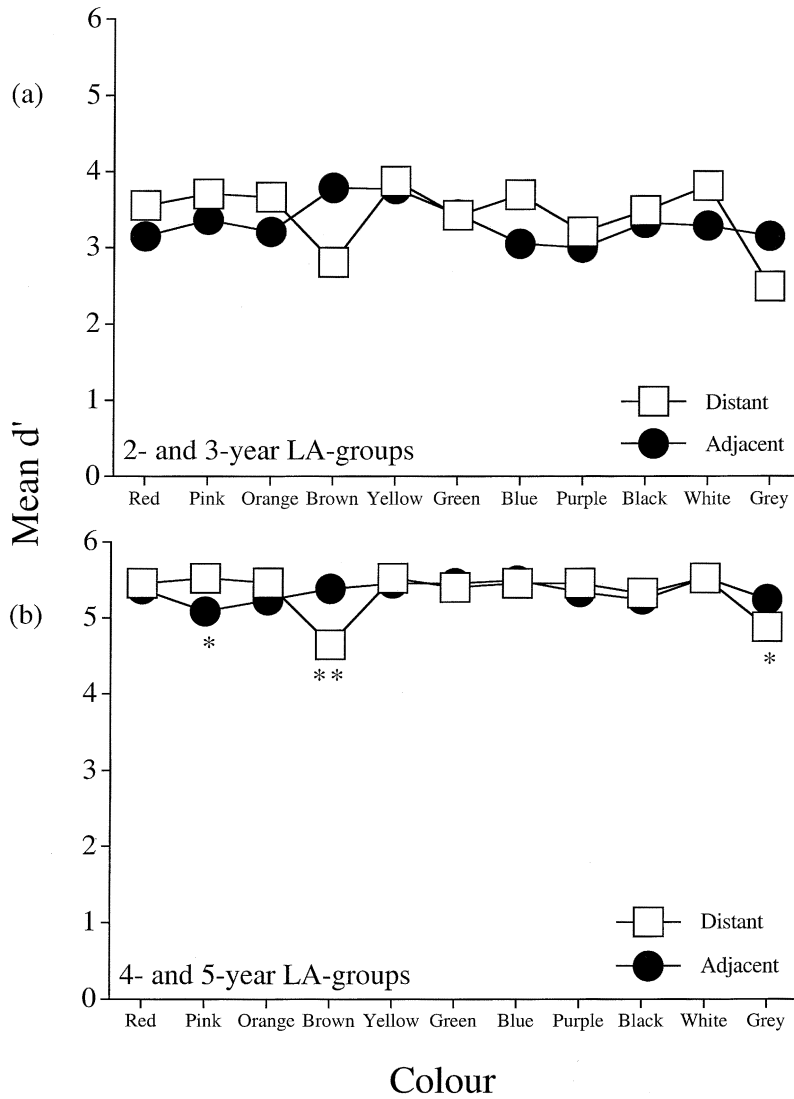 (a)
6
5
4
3
2
1
0
Distant
Adjacent
2- and 3-year LA-groups
Red Pink Orange Brown Yellow Green Blue Purple Black White Grey
Mean d'
(b)
6
5
4
3
2
1
0
*
**
*
Distant
Adjacent
4- and 5-year LA-groups
Red Pink Orange Brown Yellow Green Blue Purple Black White Grey
Colour